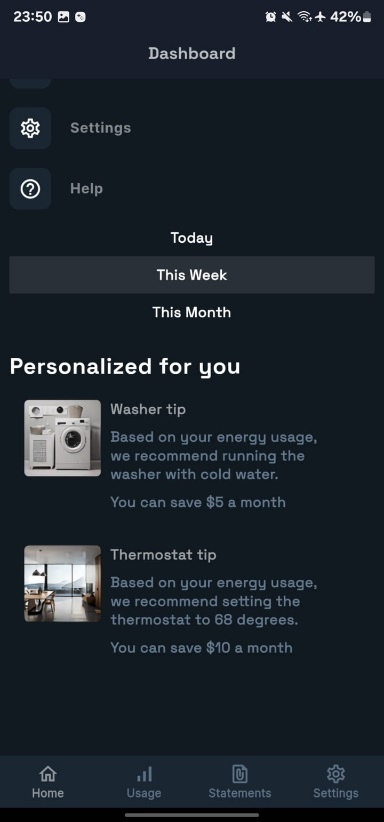 23:50
42%
Dashboard
Settings
Help
Today
This Week
This Month
Personalized for you
Washer tip
Based on your energy usage,
we recommend running the
washer with cold water.
You can save $5 a month
Thermostat tip
Based on your energy usage,
we recommend setting the
thermostat to 68 degrees.
You can save $10 a month
Home
Usage
Statements
Settings